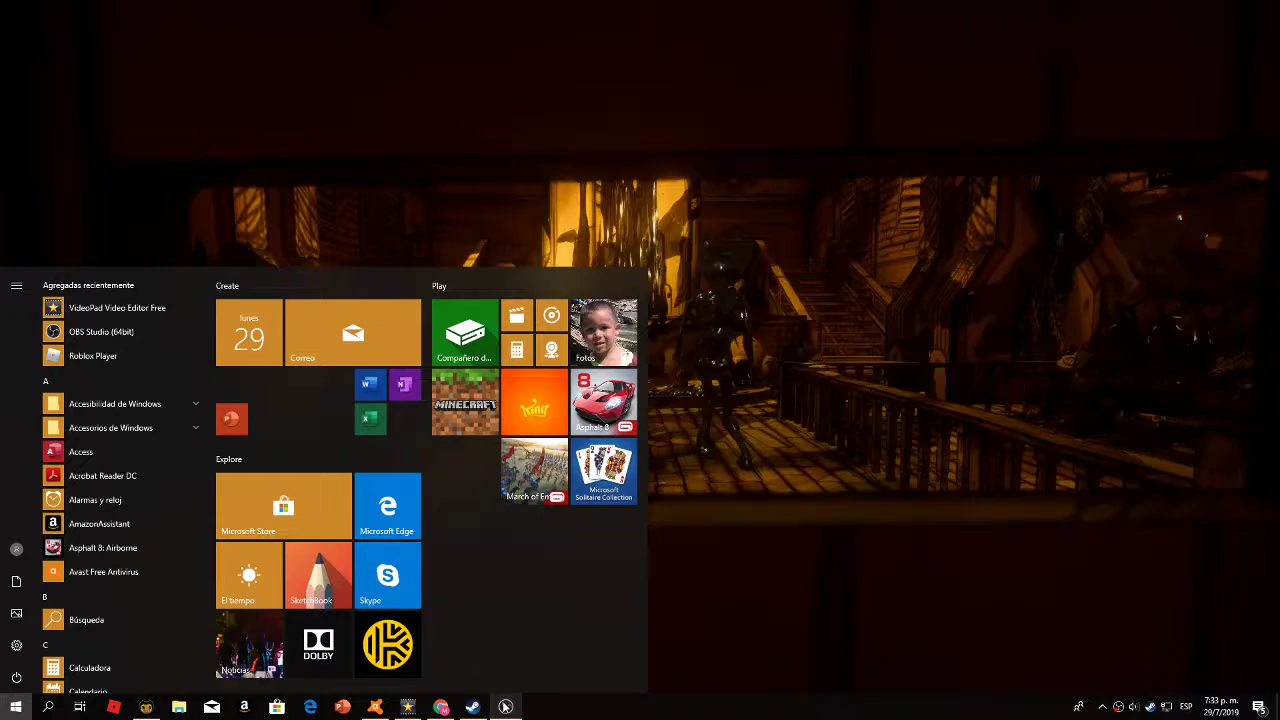 Agregadas recientemente
VideoPad Video Editor Free
OBS Studio (64bit)
Roblox Player
A
Accesibilidad de Windows
Accesorios de Windows
Access
Acrobat Reader DC
Alarmas y reloj
AmazonAssistant
Asphalt 8: Airborne
Avast Free Antivirus
B
Búsqueda
C
Calculadora
Calendario
Create
lunes
29
Correo
Explore
Microsoft Store
Microsoft Edge
El tiempo
SketchBook
Skype
Noticias
DOLBY
Play
Compañero d...
Fotos
MINECRAFT
King
8
Asphalt 8
March of Em
Microsoft
Solitaire Collection
ESP
7:33 p. m.
29/7/2019